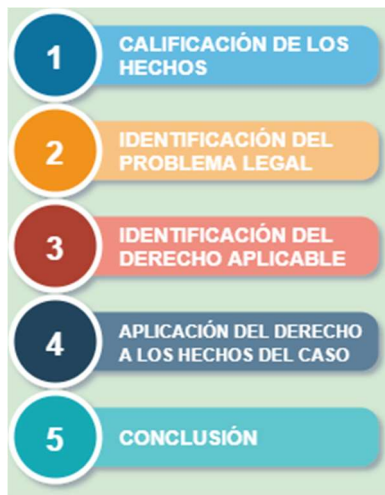 1
CALIFICACIÓN DE LOS
HECHOS
2
IDENTIFICACIÓN DEL
PROBLEMA LEGAL
3
IDENTIFICACIÓN DEL
DERECHO APLICABLE
4
APLICACIÓN DEL DERECHO
A LOS HECHOS DEL CASO
5
CONCLUSIÓN